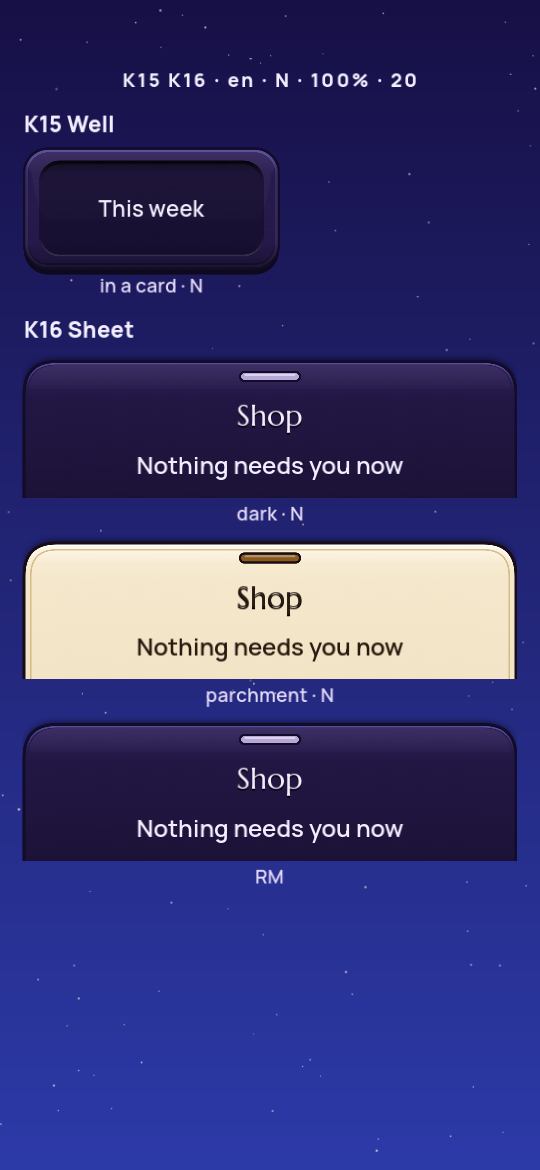 K15 K16 · en · N · 100% · 20
K15 Well
This week
in a card · N
K16 Sheet
Shop
Nothing needs you now
dark · N
Shop
Nothing needs you now
parchment · N
Shop
Nothing needs you now
RM